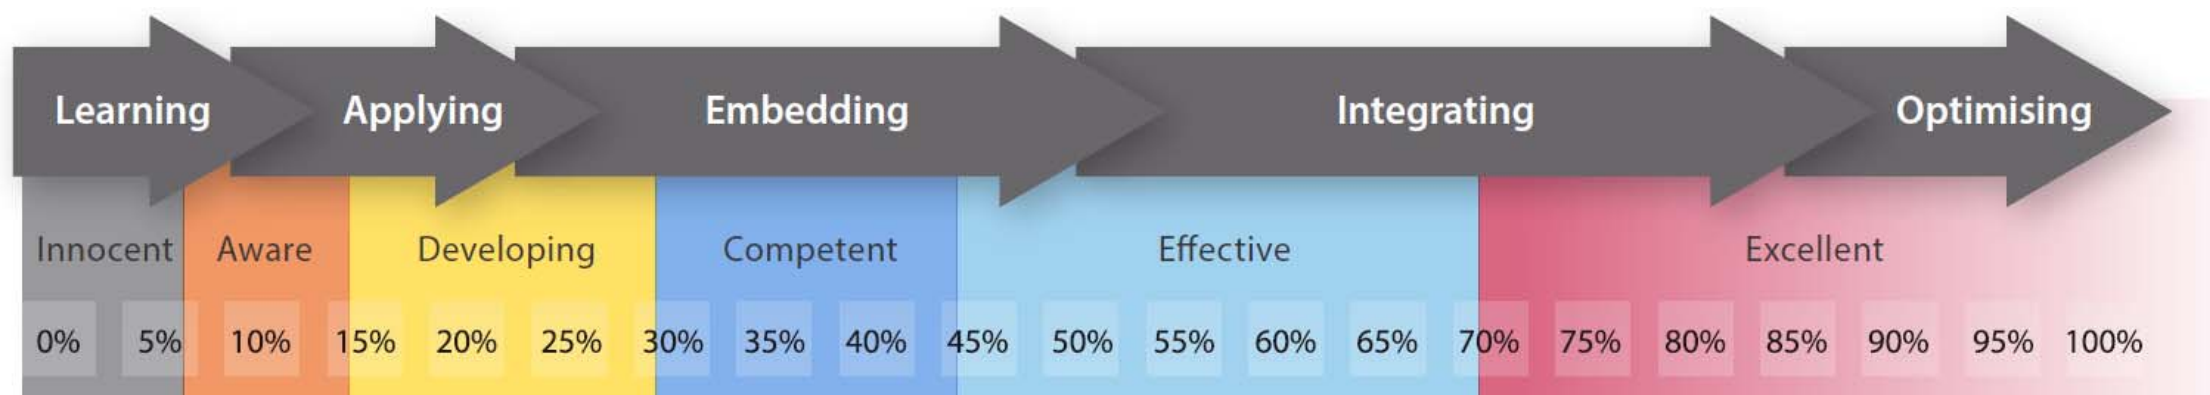 Learning Applying Embedding Integrating Optimising
Innocent Aware Developing Competent Effective Excellent
0% 5% 10% 15% 20% 25% 30% 35% 40% 45% 50% 55% 60% 65% 70% 75% 80% 85% 90% 95% 100%